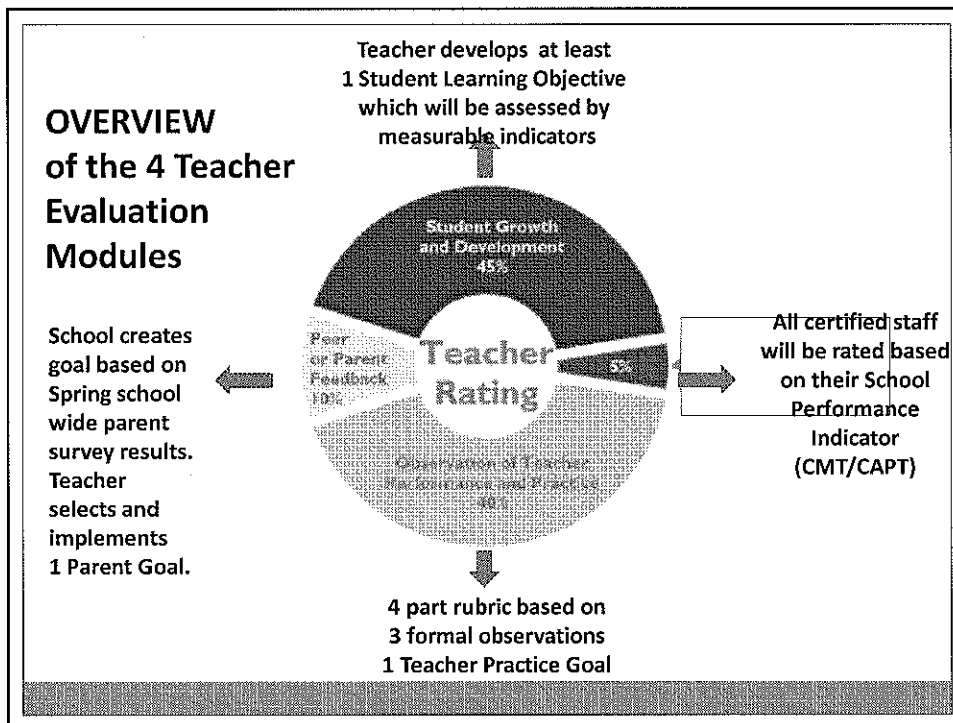 Teacher develops at least
1 Student Learning Objective
which will be assessed by
measurable indicators
OVERVIEW
of the 4 Teacher
Evaluation
Modules
Student Growth
and Development
45%
School creates
goal based on
Spring school
wide parent
survey results.
Teacher
selects and
implements
1 Parent Goal.
Peer
or Parent
Feedback
10%
Teacher
Rating
5%
All certified staff
will be rated based
on their School
Performance
Indicator
(CMT/CAPT)
Observation of Teacher
Performance and Practice
40%
4 part rubric based on
3 formal observations
1 Teacher Practice Goal